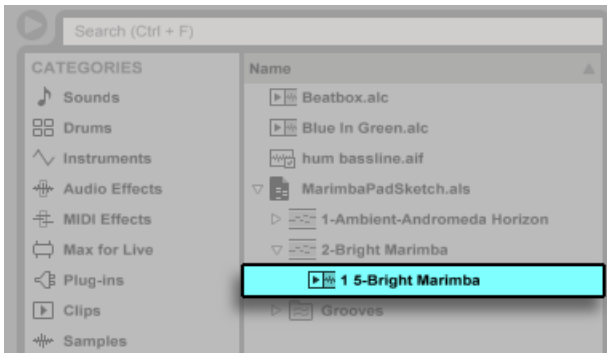 Search (Ctrl + F)
CATEGORIES
Sounds
Drums
Instruments
Audio Effects
MIDI Effects
Max for Live
Plug-ins
Clips
Samples
Name
Beatbox.alc
Blue In Green.alc
hum bassline.aif
MarimbaPadSketch.als
1-Ambient-Andromeda Horizon
2-Bright Marimba
1 5-Bright Marimba
Grooves